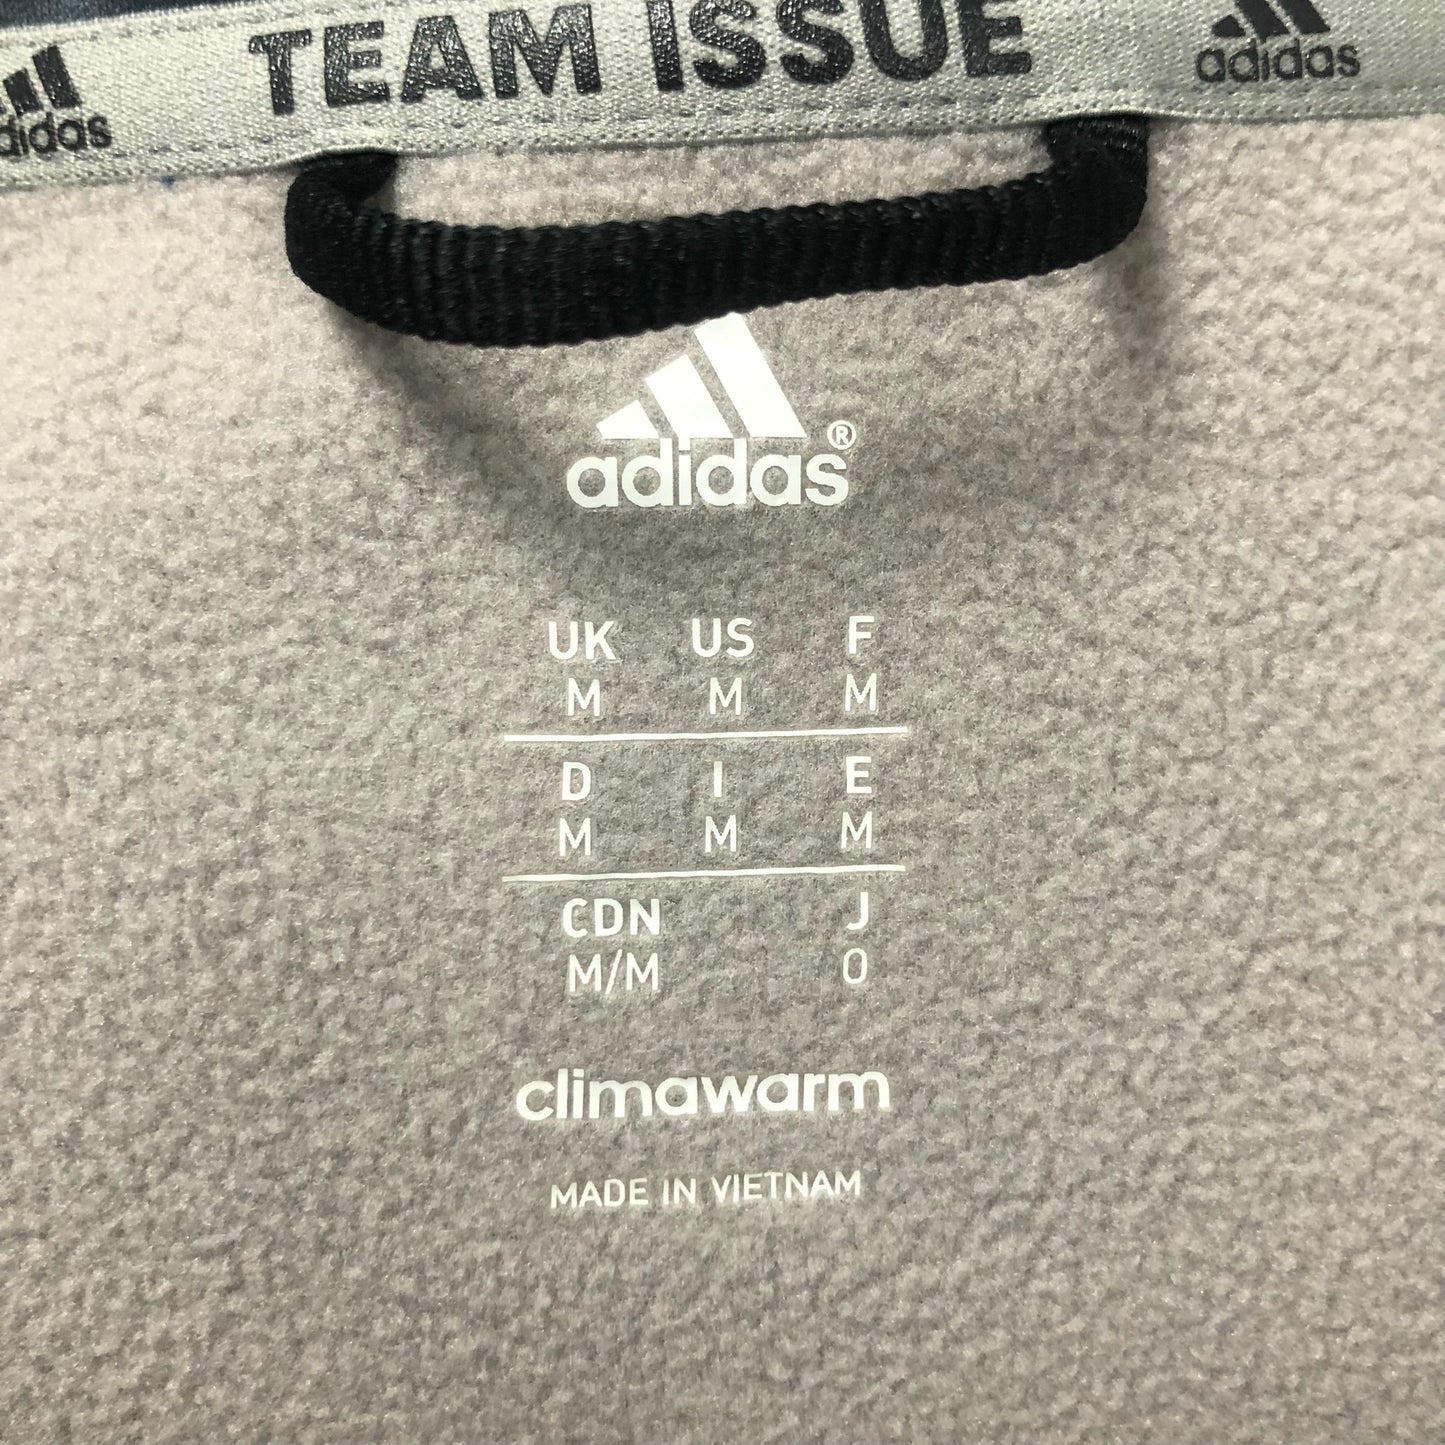 adidas TEAM ISSUE adidas
adidas®
UK US F
M M M
D I E
M M M
CDN J
M/M O
climawarm
MADE IN VIETNAM